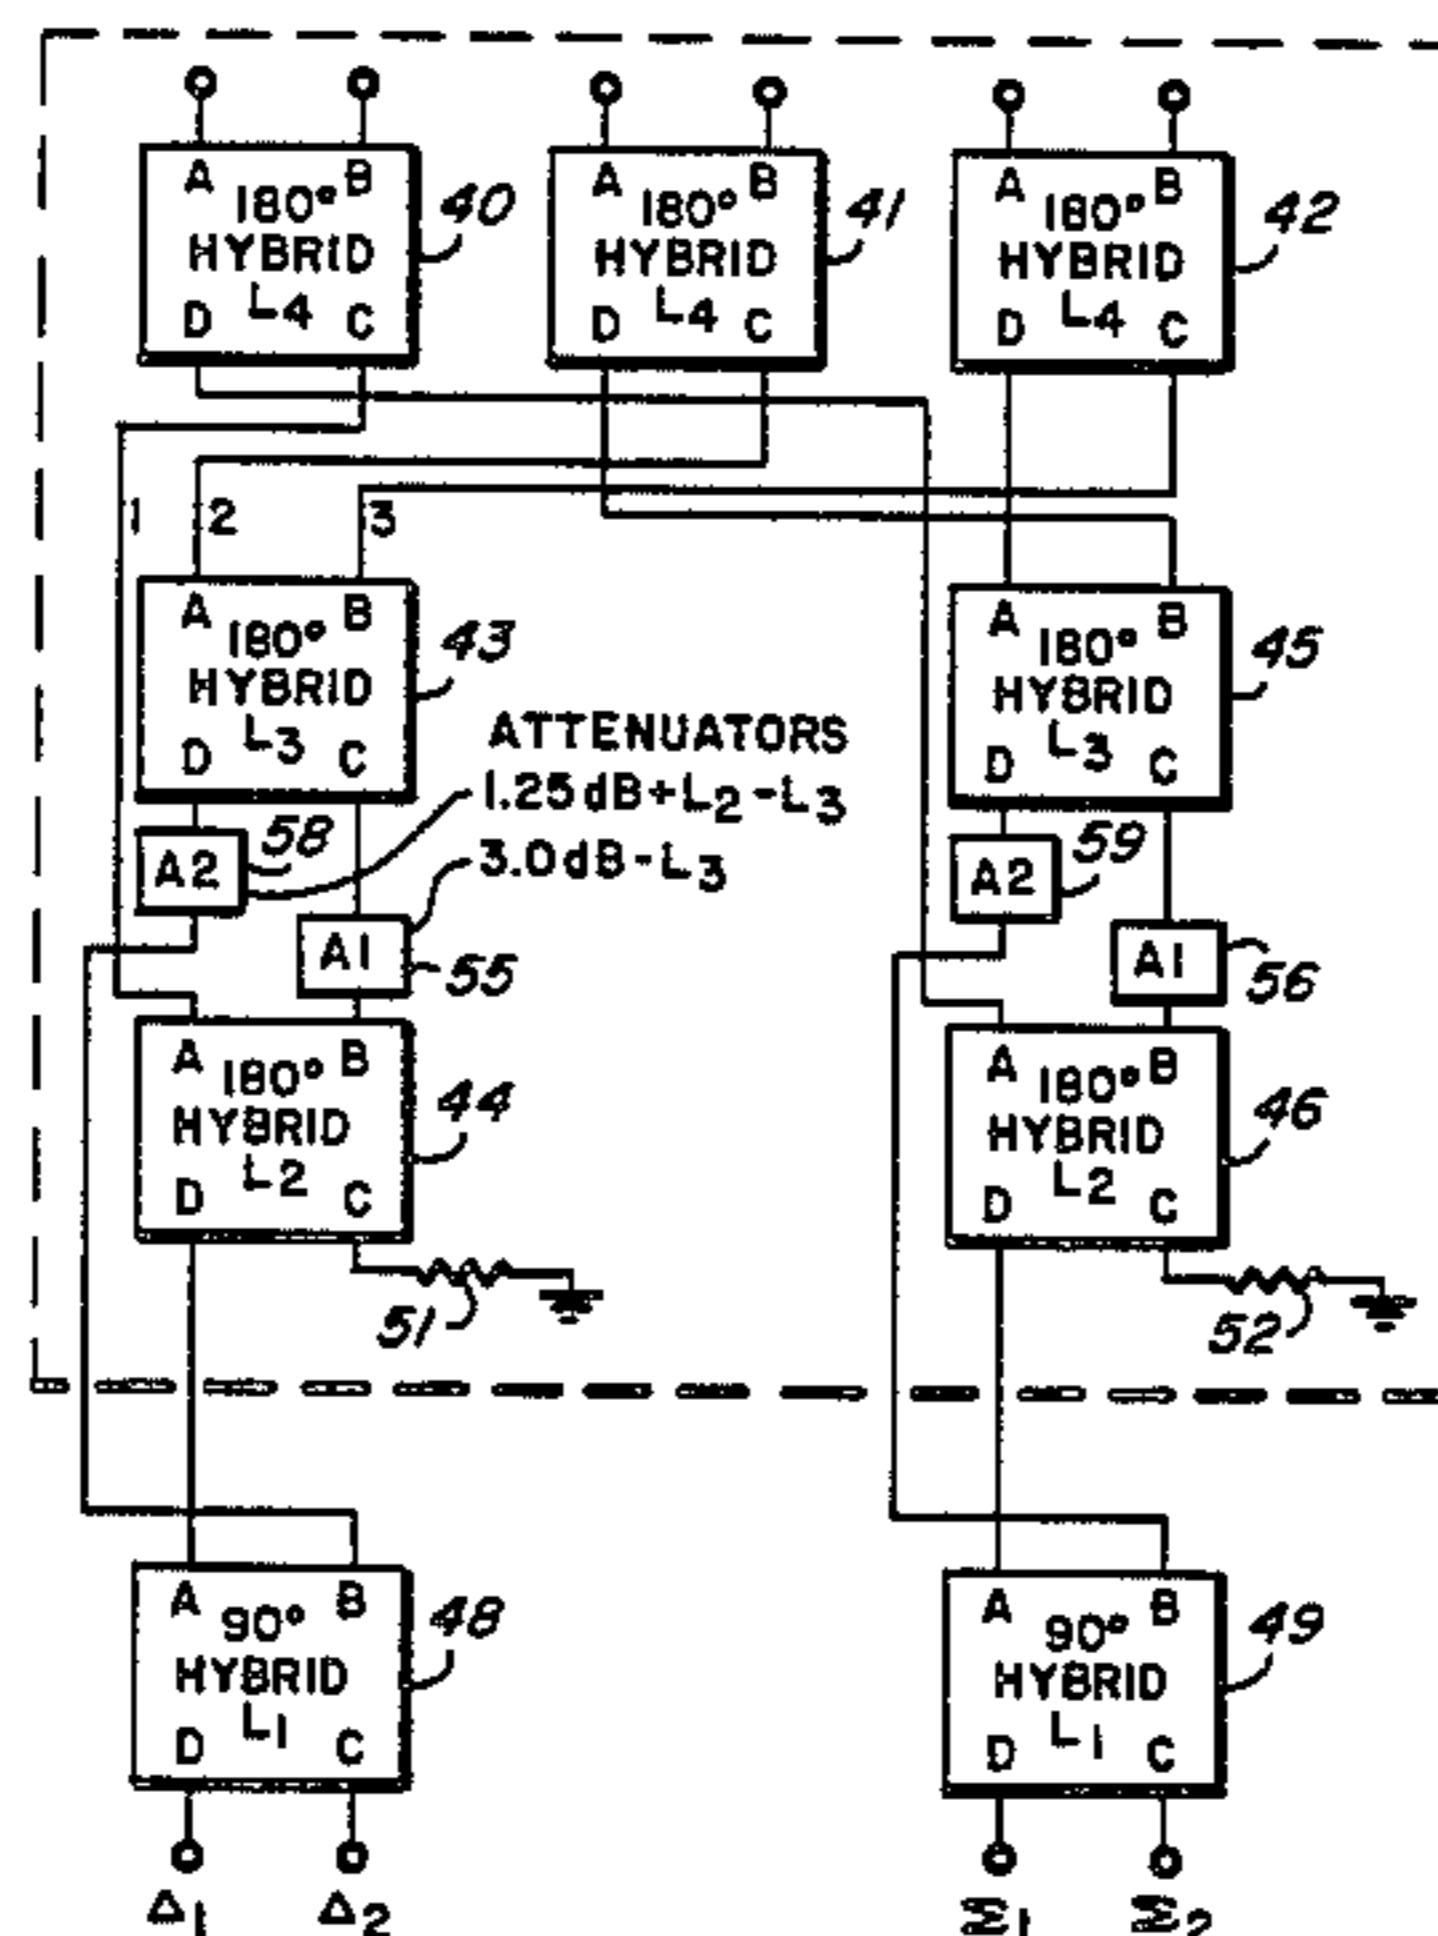 A B A B A B
180° 40 180° 41 180° 42
HYBRID HYBRID HYBRID
L4 L4 L4
D C D C D C
1 2 3
A B A B
180° 43 180° 45
HYBRID HYBRID
L3 L3
D C D C
ATTENUATORS
1.25dB+L2-L3
3.0dB-L3
A2 58 A2 59
A1 55 A1 56
A B A B
180° 44 180° 46
HYBRID HYBRID
L2 L2
D C D C
51 52
A B A B
90° 48 90° 49
HYBRID HYBRID
L1 L1
D C D C
Δ1 Δ2 Σ1 Σ2